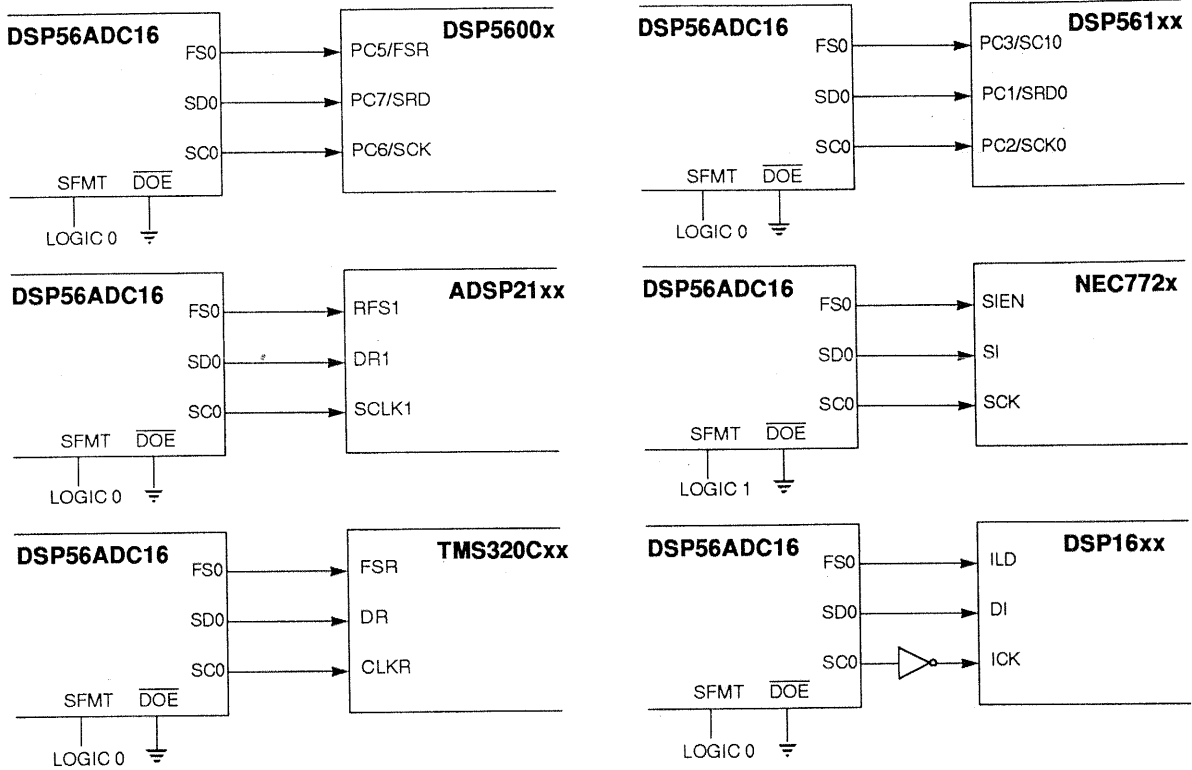 DSP56ADC16
DSP5600x
FS0
PC5/FSR
SD0
PC7/SRD
SC0
PC6/SCK
SFMT
DOE
LOGIC 0
DSP56ADC16
DSP561xx
FS0
PC3/SC10
SD0
PC1/SRD0
SC0
PC2/SCK0
SFMT
DOE
LOGIC 0
DSP56ADC16
ADSP21xx
FS0
RFS1
SD0
DR1
SC0
SCLK1
SFMT
DOE
LOGIC 0
DSP56ADC16
NEC772x
FS0
SIEN
SD0
SI
SC0
SCK
SFMT
DOE
LOGIC 1
DSP56ADC16
TMS320Cxx
FS0
FSR
SD0
DR
SC0
CLKR
SFMT
DOE
LOGIC 0
DSP56ADC16
DSP16xx
FS0
ILD
SD0
DI
SC0
ICK
SFMT
DOE
LOGIC 0